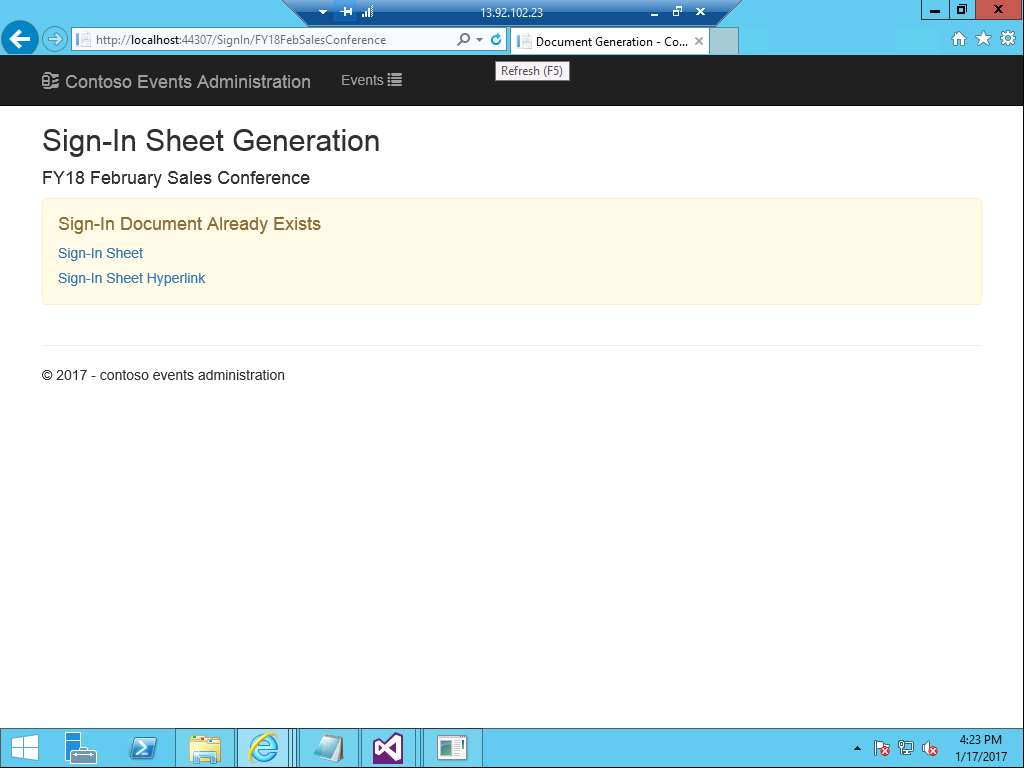 13.92.102.23
http://localhost:44307/SignIn/FY18FebSalesConference
Document Generation - Co...
Refresh (F5)
Contoso Events Administration
Events
Sign-In Sheet Generation
FY18 February Sales Conference
Sign-In Document Already Exists
Sign-In Sheet
Sign-In Sheet Hyperlink
© 2017 - contoso events administration
4:23 PM
1/17/2017